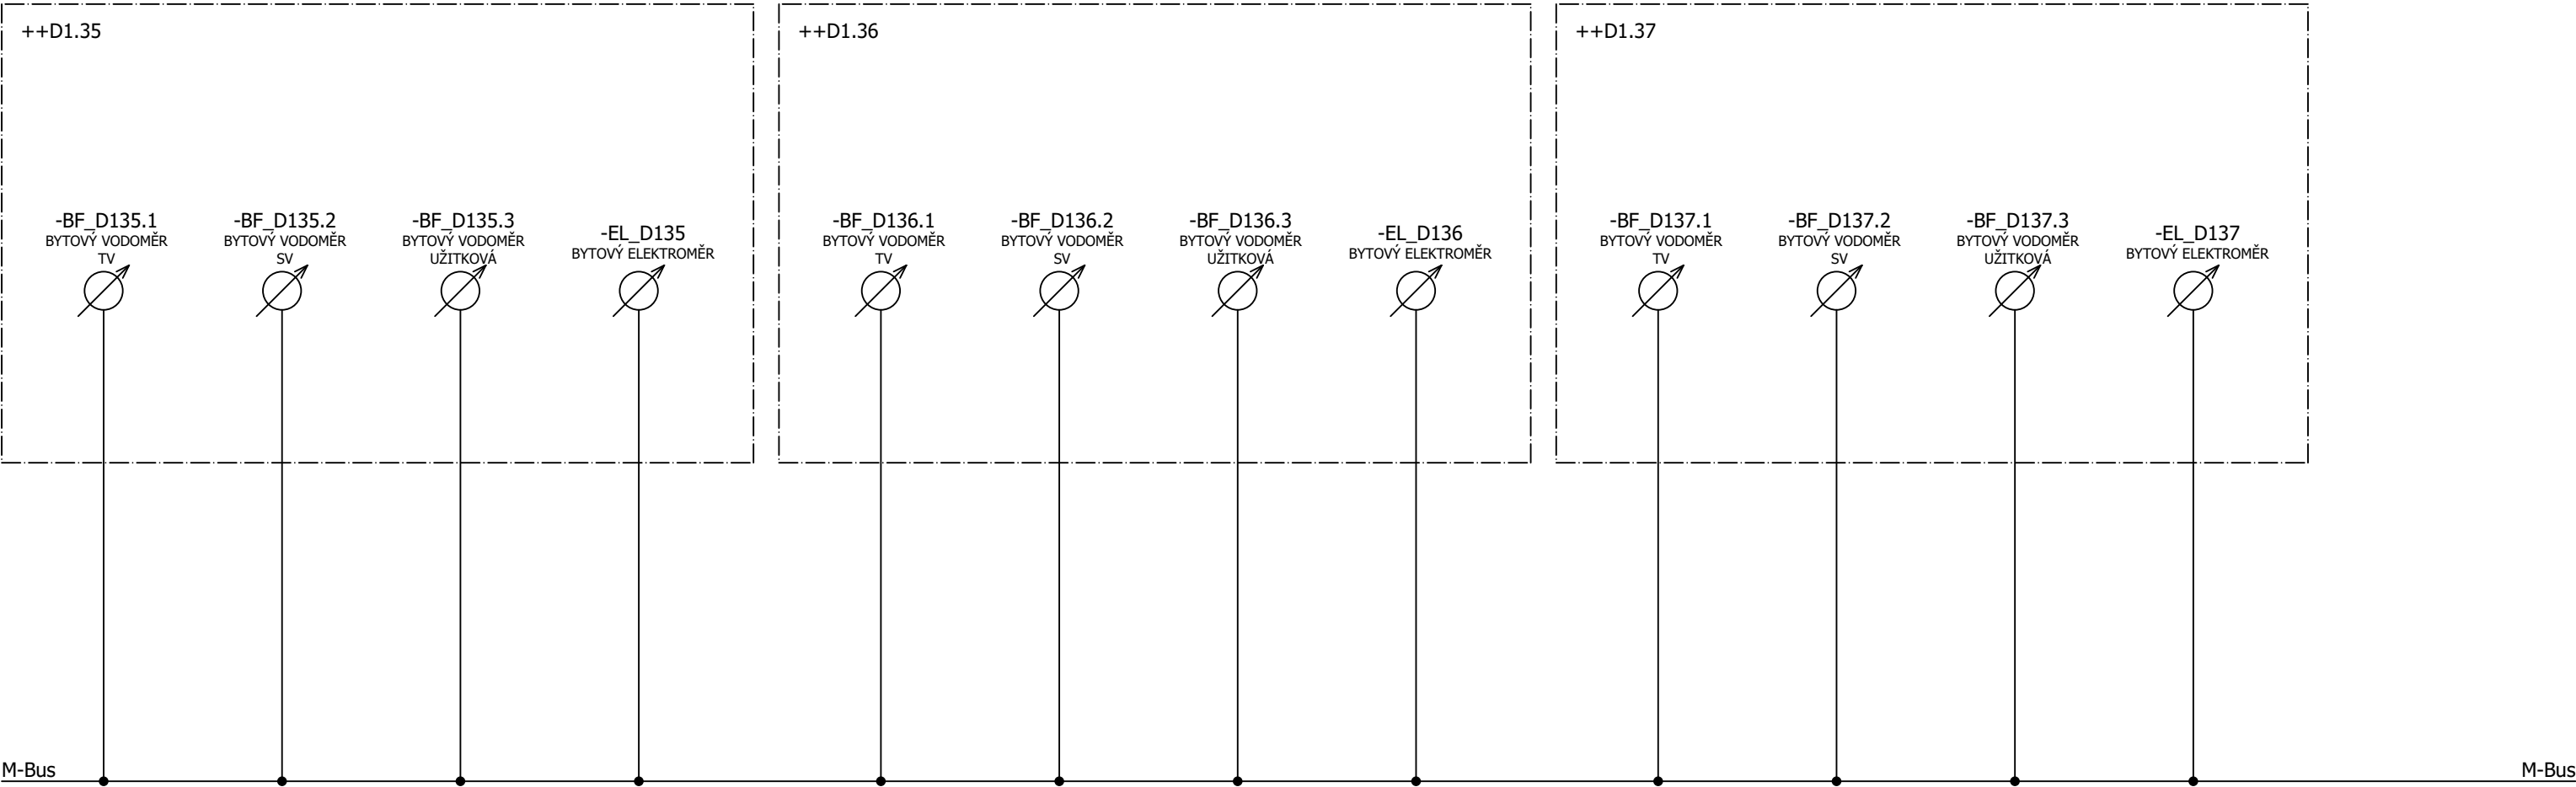 ++D1.35
++D1.36
++D1.37
-BF_D135.1
BYTOVÝ VODOMĚR
TV
-BF_D135.2
BYTOVÝ VODOMĚR
SV
-BF_D135.3
BYTOVÝ VODOMĚR
UŽITKOVÁ
-EL_D135
BYTOVÝ ELEKTROMĚR
-BF_D136.1
BYTOVÝ VODOMĚR
TV
-BF_D136.2
BYTOVÝ VODOMĚR
SV
-BF_D136.3
BYTOVÝ VODOMĚR
UŽITKOVÁ
-EL_D136
BYTOVÝ ELEKTROMĚR
-BF_D137.1
BYTOVÝ VODOMĚR
TV
-BF_D137.2
BYTOVÝ VODOMĚR
SV
-BF_D137.3
BYTOVÝ VODOMĚR
UŽITKOVÁ
-EL_D137
BYTOVÝ ELEKTROMĚR
M-Bus
M-Bus